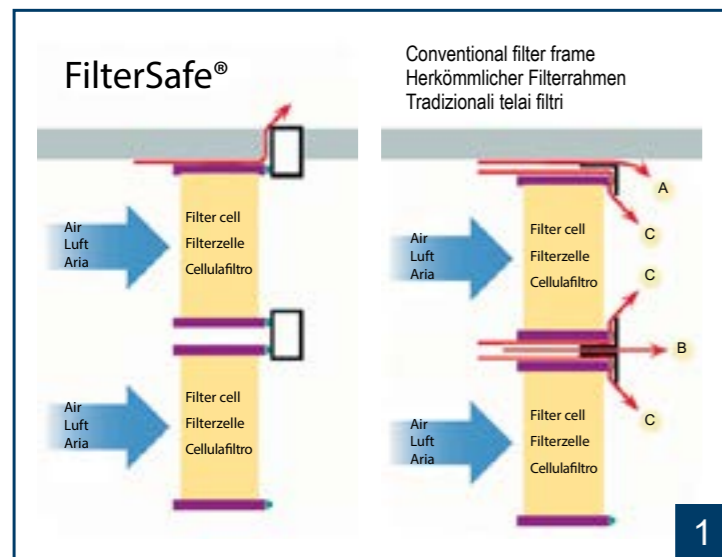 FilterSafe®
Air
Luft
Aria
Filter cell
Filterzelle
Cellulafiltro
Air
Luft
Aria
Filter cell
Filterzelle
Cellulafiltro
Conventional filter frame
Herkömmlicher Filterrahmen
Tradizionali telai filtri
A
C
Air
Luft
Aria
Filter cell
Filterzelle
Cellulafiltro
C
B
C
Air
Luft
Aria
Filter cell
Filterzelle
Cellulafiltro
1